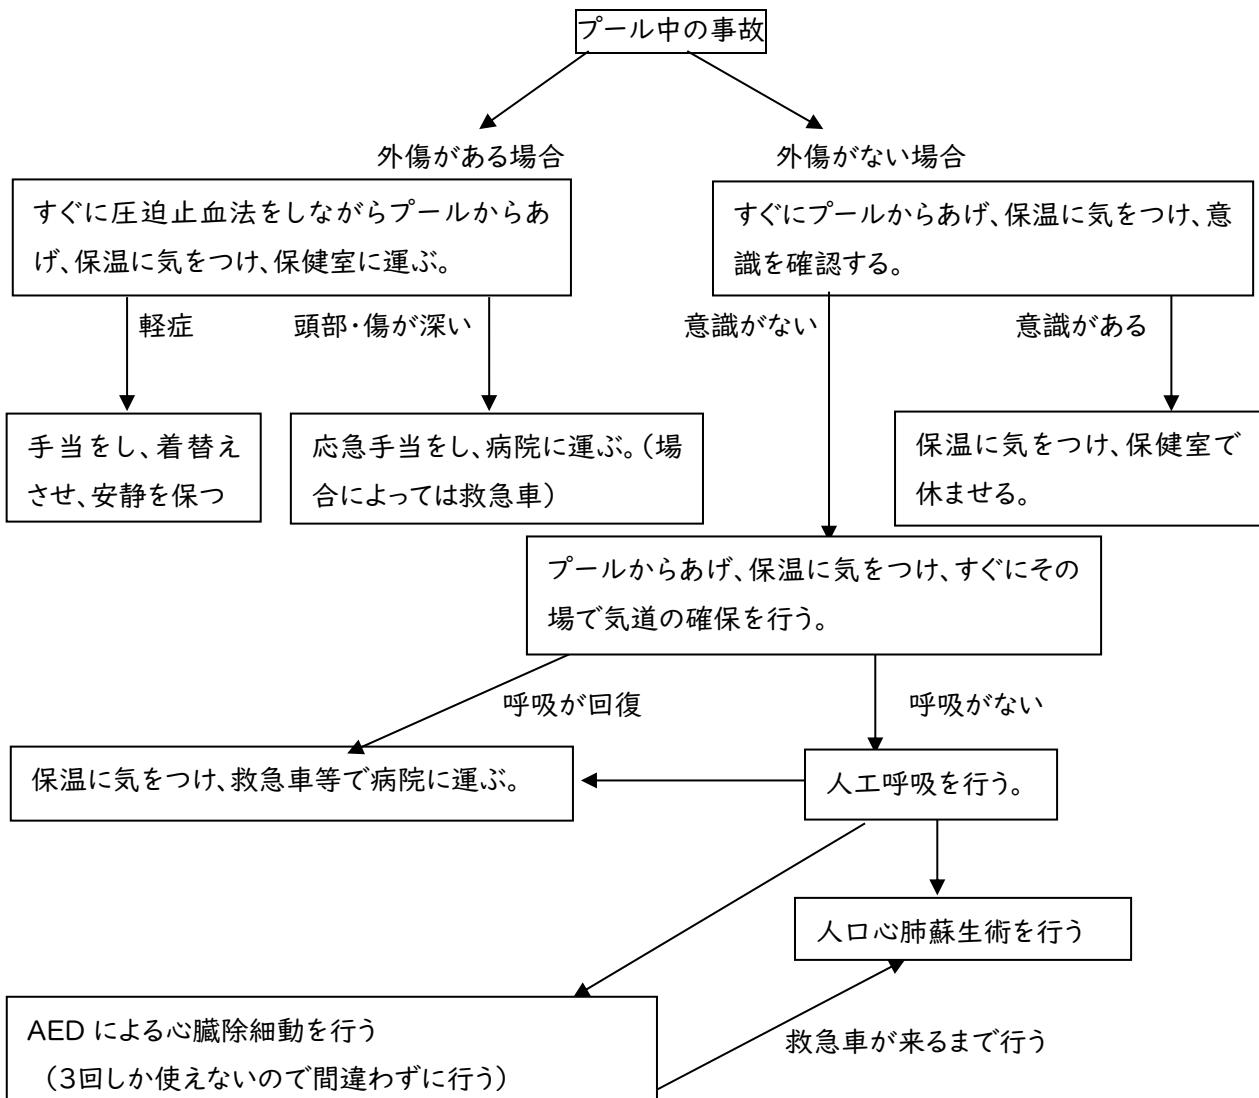 プール中の事故
外傷がある場合
外傷がない場合
すぐに圧迫止血法をしながらプールからあ
げ、保温に気をつけ、保健室に運ぶ。
すぐにプールからあげ、保温に気をつけ、意
識を確認する。
軽症
頭部・傷が深い
意識がない
意識がある
手当をし、着替え
させ、安静を保つ
応急手当をし、病院に運ぶ。(場
合によっては救急車)
保温に気をつけ、保健室で
休ませる。
プールからあげ、保温に気をつけ、すぐにその
場で気道の確保を行う。
呼吸が回復
呼吸がない
保温に気をつけ、救急車等で病院に運ぶ。
人工呼吸を行う。
人口心肺蘇生術を行う
AED による心臓除細動を行う
(3回しか使えないので間違わずに行う)
救急車が来るまで行う